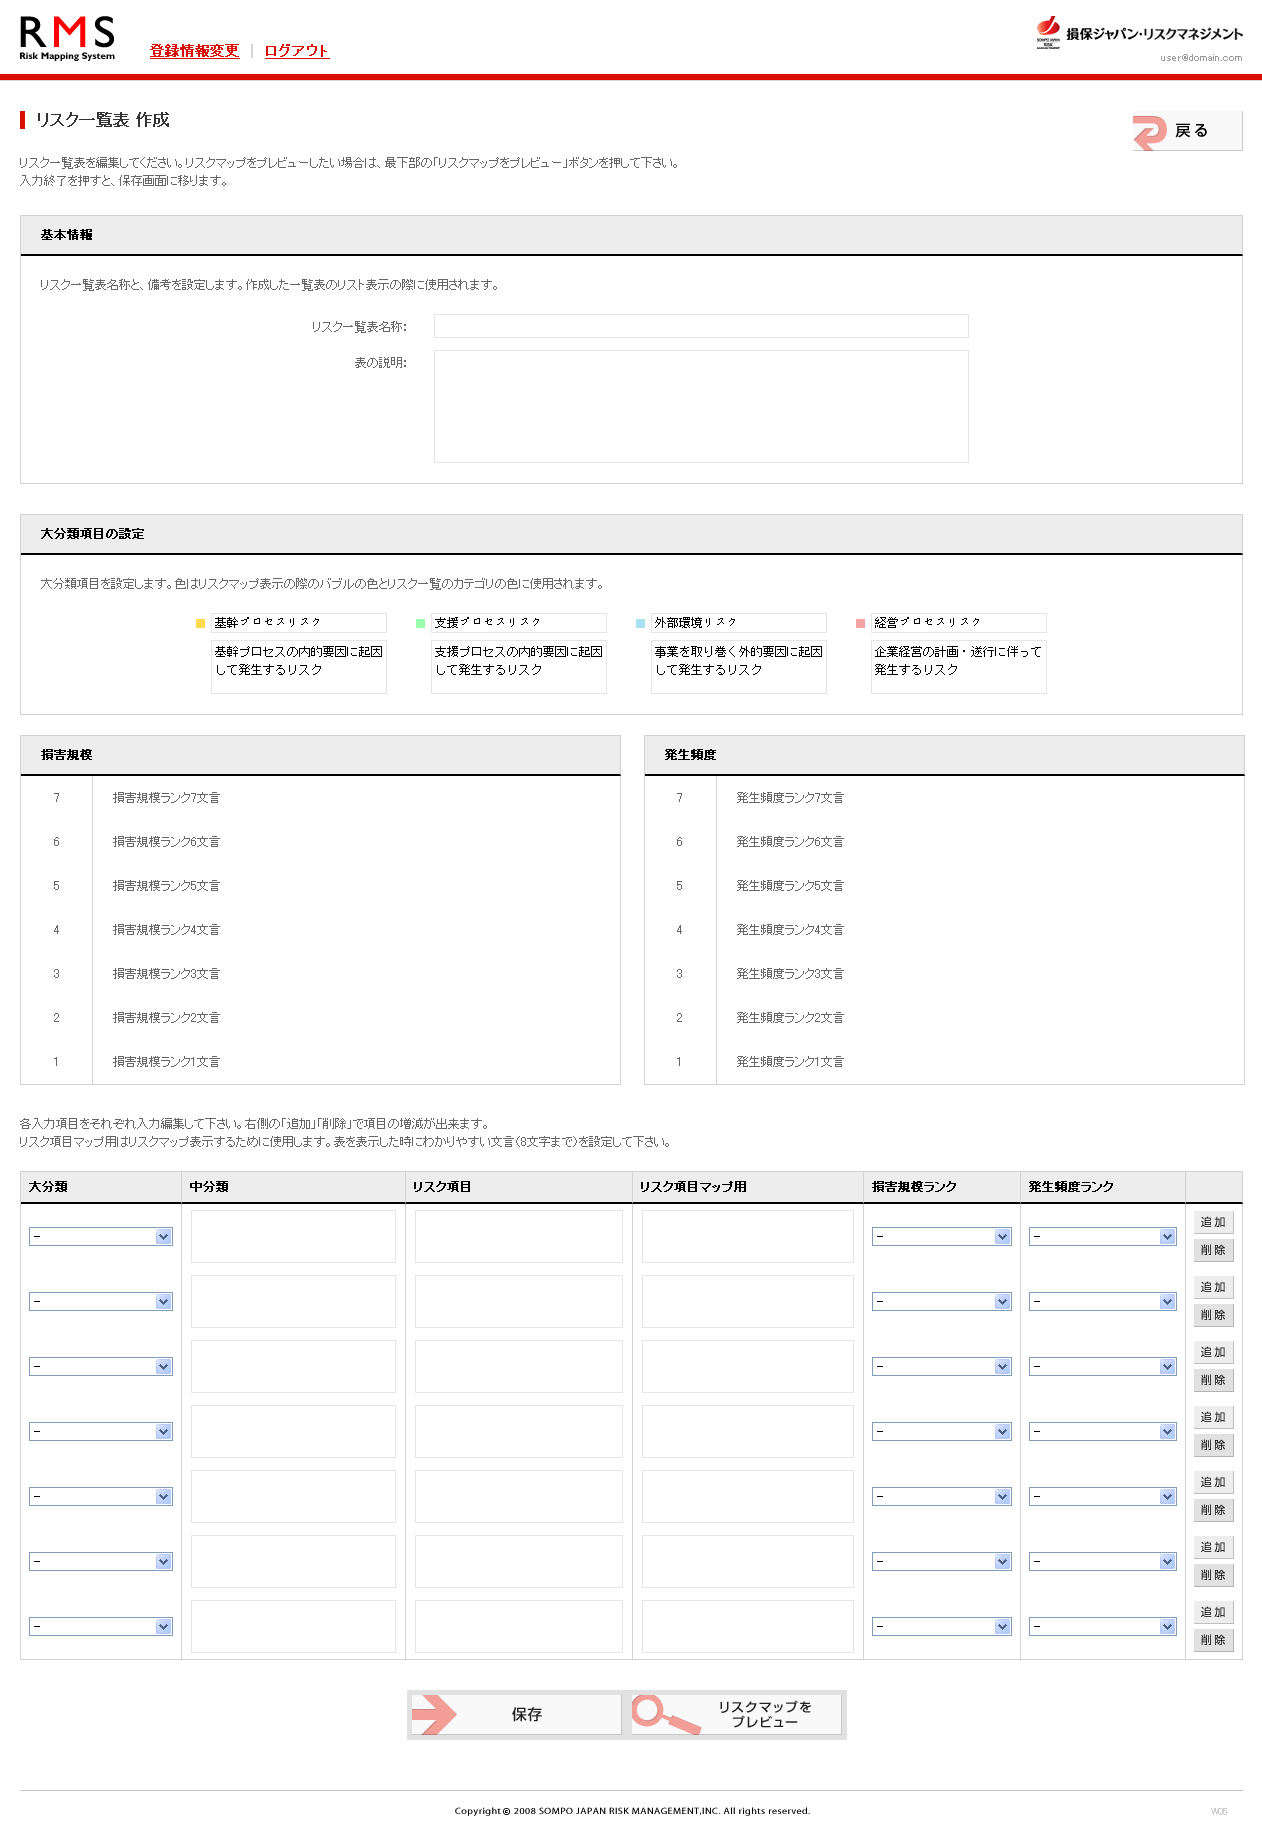 RMS
Risk Mapping System
登録情報変更 | ログアウト
SOMPO JAPAN RISK MANAGEMENT
損保ジャパン・リスクマネジメント
user@domain.com
リスク一覧表 作成
戻る
リスク一覧表を編集してください。リスクマップをプレビューしたい場合は、最下部の「リスクマップをプレビュー」ボタンを押して下さい。
入力終了を押すと、保存画面に移ります。
基本情報
リスク一覧表名称と、備考を設定します。作成した一覧表のリスト表示の際に使用されます。
リスク一覧表名称:
表の説明:
大分類項目の設定
大分類項目を設定します。色はリスクマップ表示の際のバブルの色とリスク一覧のカテゴリの色に使用されます。
基幹プロセスリスク 支援プロセスリスク 外部環境リスク 経営プロセスリスク
基幹プロセスの内的要因に起因 支援プロセスの内的要因に起因 事業を取り巻く外的要因に起因 企業経営の計画・遂行に伴って
して発生するリスク して発生するリスク して発生するリスク 発生するリスク
損害規模
7 損害規模ランク7文言
6 損害規模ランク6文言
5 損害規模ランク5文言
4 損害規模ランク4文言
3 損害規模ランク3文言
2 損害規模ランク2文言
1 損害規模ランク1文言
発生頻度
7 発生頻度ランク7文言
6 発生頻度ランク6文言
5 発生頻度ランク5文言
4 発生頻度ランク4文言
3 発生頻度ランク3文言
2 発生頻度ランク2文言
1 発生頻度ランク1文言
各入力項目をそれぞれ入力編集して下さい。右側の「追加」「削除」で項目の増減が出来ます。
リスク項目マップ用はリスクマップ表示するために使用します。表を表示した時にわかりやすい文言(8文字まで)を設定して下さい。
大分類 中分類 リスク項目 リスク項目マップ用 損害規模ランク 発生頻度ランク
– – – 追加
削除
– – – 追加
削除
– – – 追加
削除
– – – 追加
削除
– – – 追加
削除
– – – 追加
削除
– – – 追加
削除
保存
リスクマップを
プレビュー
Copyright© 2008 SOMPO JAPAN RISK MANAGEMENT,INC. All rights reserved.
W05